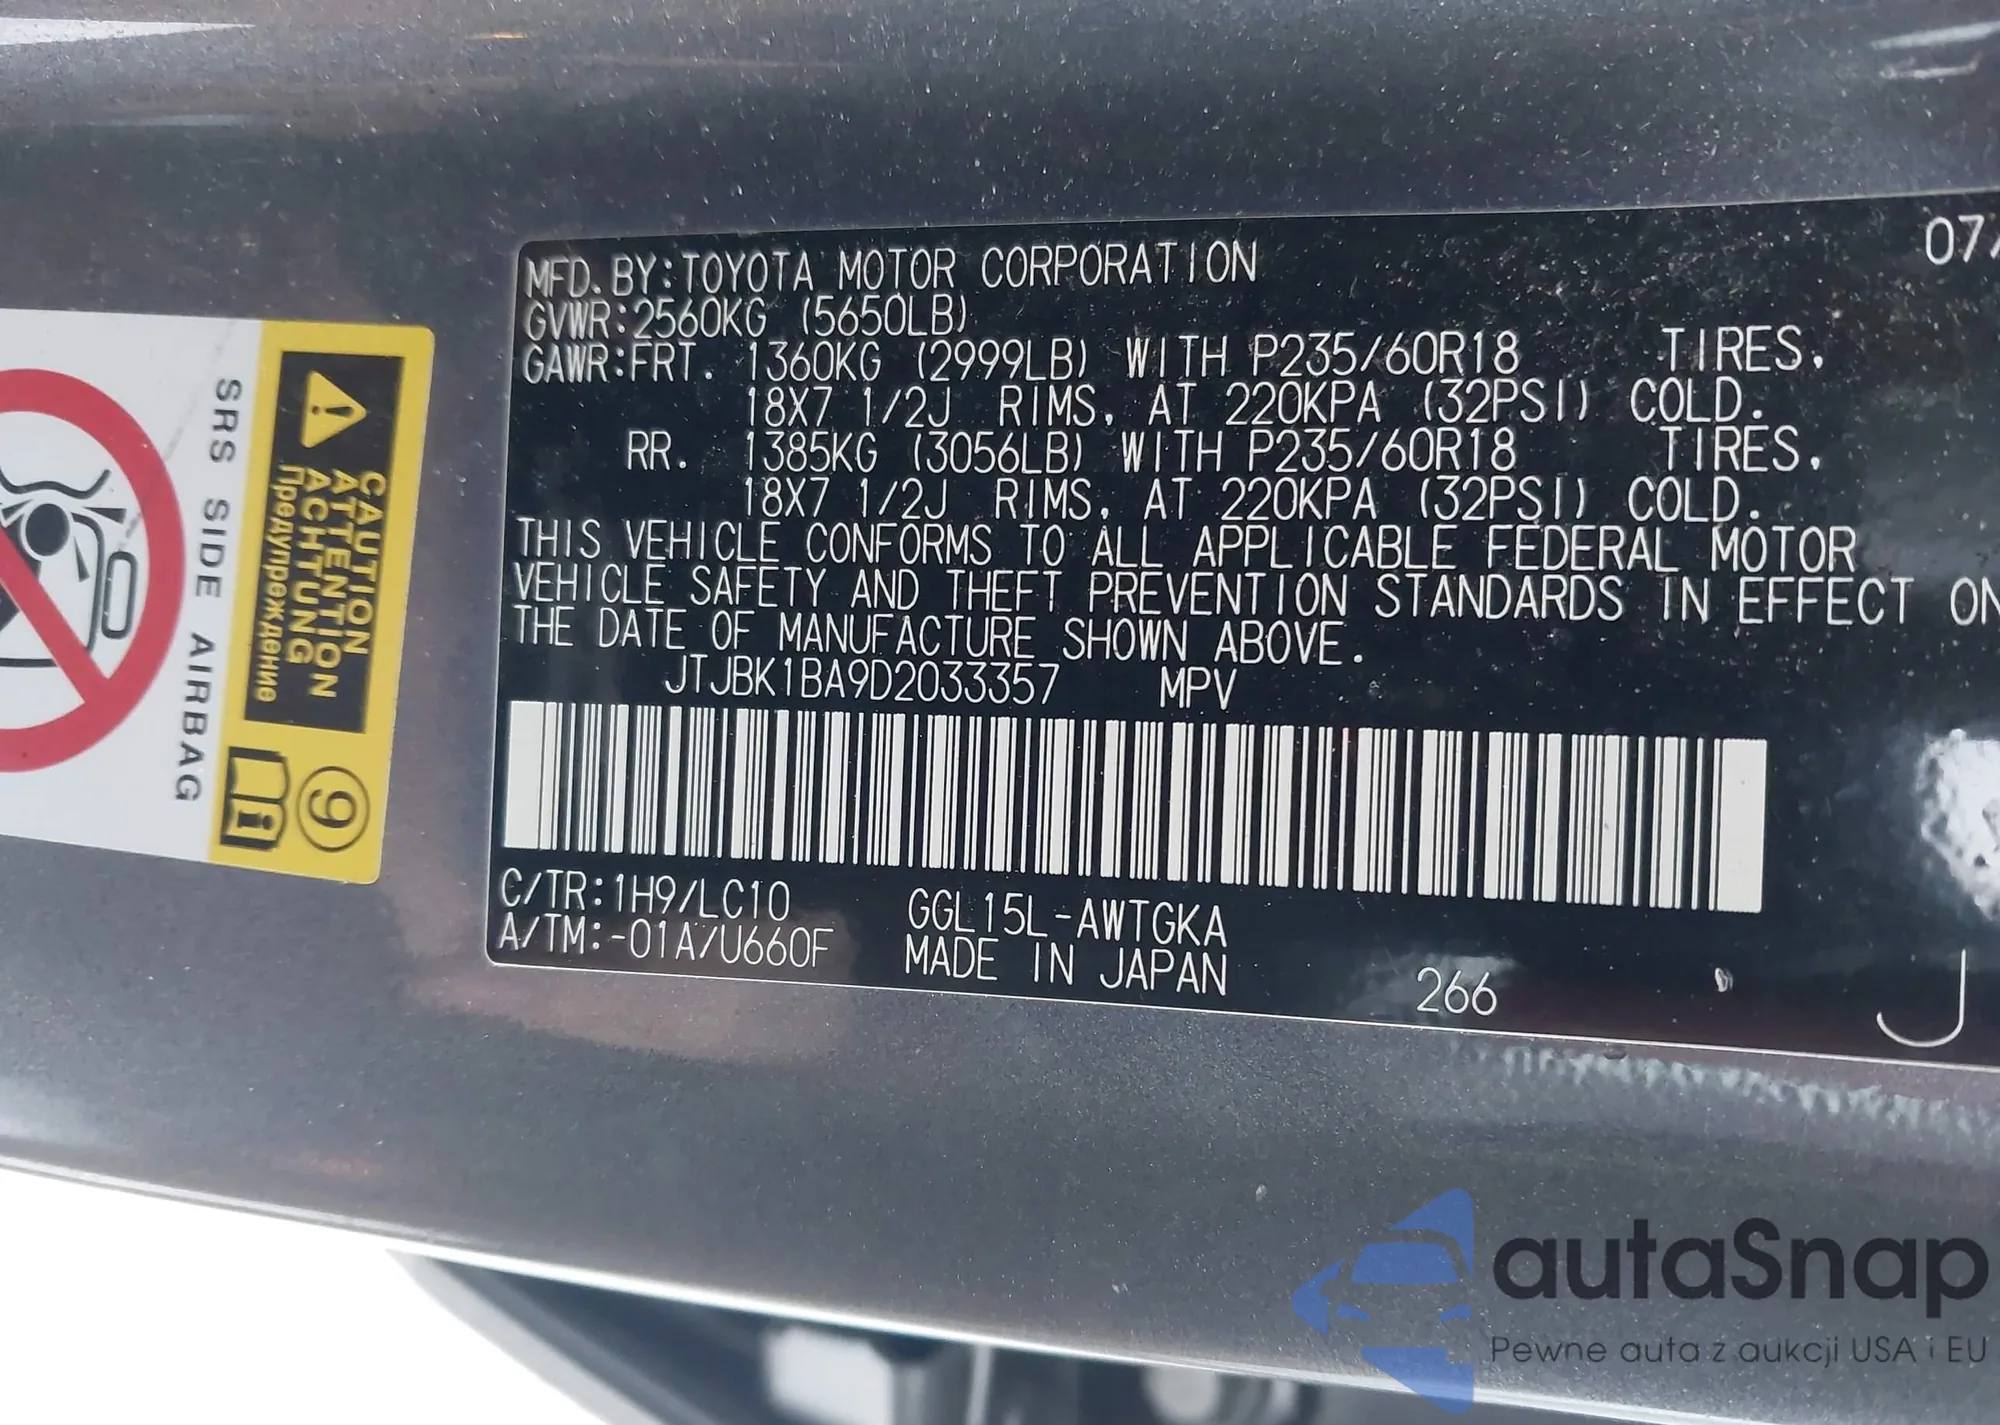 07/
MFD. BY:TOYOTA MOTOR CORPORATION
GVWR:2560KG (5650LB)
GAWR:FRT. 1360KG (2999LB) WITH P235/60R18 TIRES,
18X7 1/2J RIMS, AT 220KPA (32PSI) COLD.
RR. 1385KG (3056LB) WITH P235/60R18 TIRES,
18X7 1/2J RIMS, AT 220KPA (32PSI) COLD.
THIS VEHICLE CONFORMS TO ALL APPLICABLE FEDERAL MOTOR
VEHICLE SAFETY AND THEFT PREVENTION STANDARDS IN EFFECT ON
THE DATE OF MANUFACTURE SHOWN ABOVE.
JTJBK1BA9D2033357 MPV
C/TR:1H9/LC10 GGL15L-AWTGKA
A/TM:-01A/U660F MADE IN JAPAN
266
J
CAUTION
ATTENTION
ACHTUNG
Предупреждение
SRS SIDE AIRBAG
9
i
autaSnap
Pewne auta z aukcji USA i EU